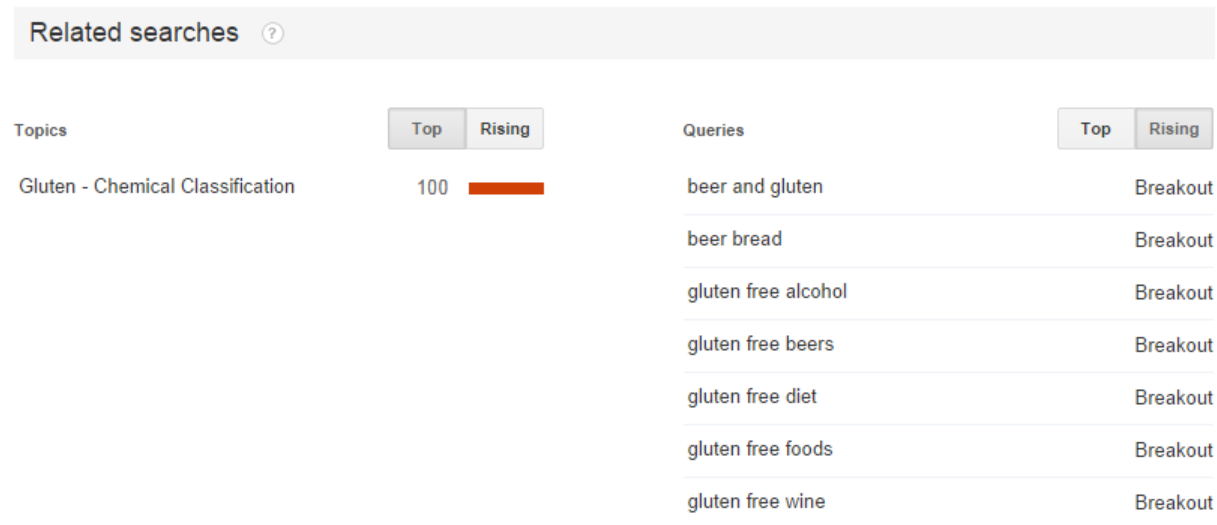 Related searches ?
Topics Top Rising
Gluten - Chemical Classification 100
Queries Top Rising
beer and gluten Breakout
beer bread Breakout
gluten free alcohol Breakout
gluten free beers Breakout
gluten free diet Breakout
gluten free foods Breakout
gluten free wine Breakout